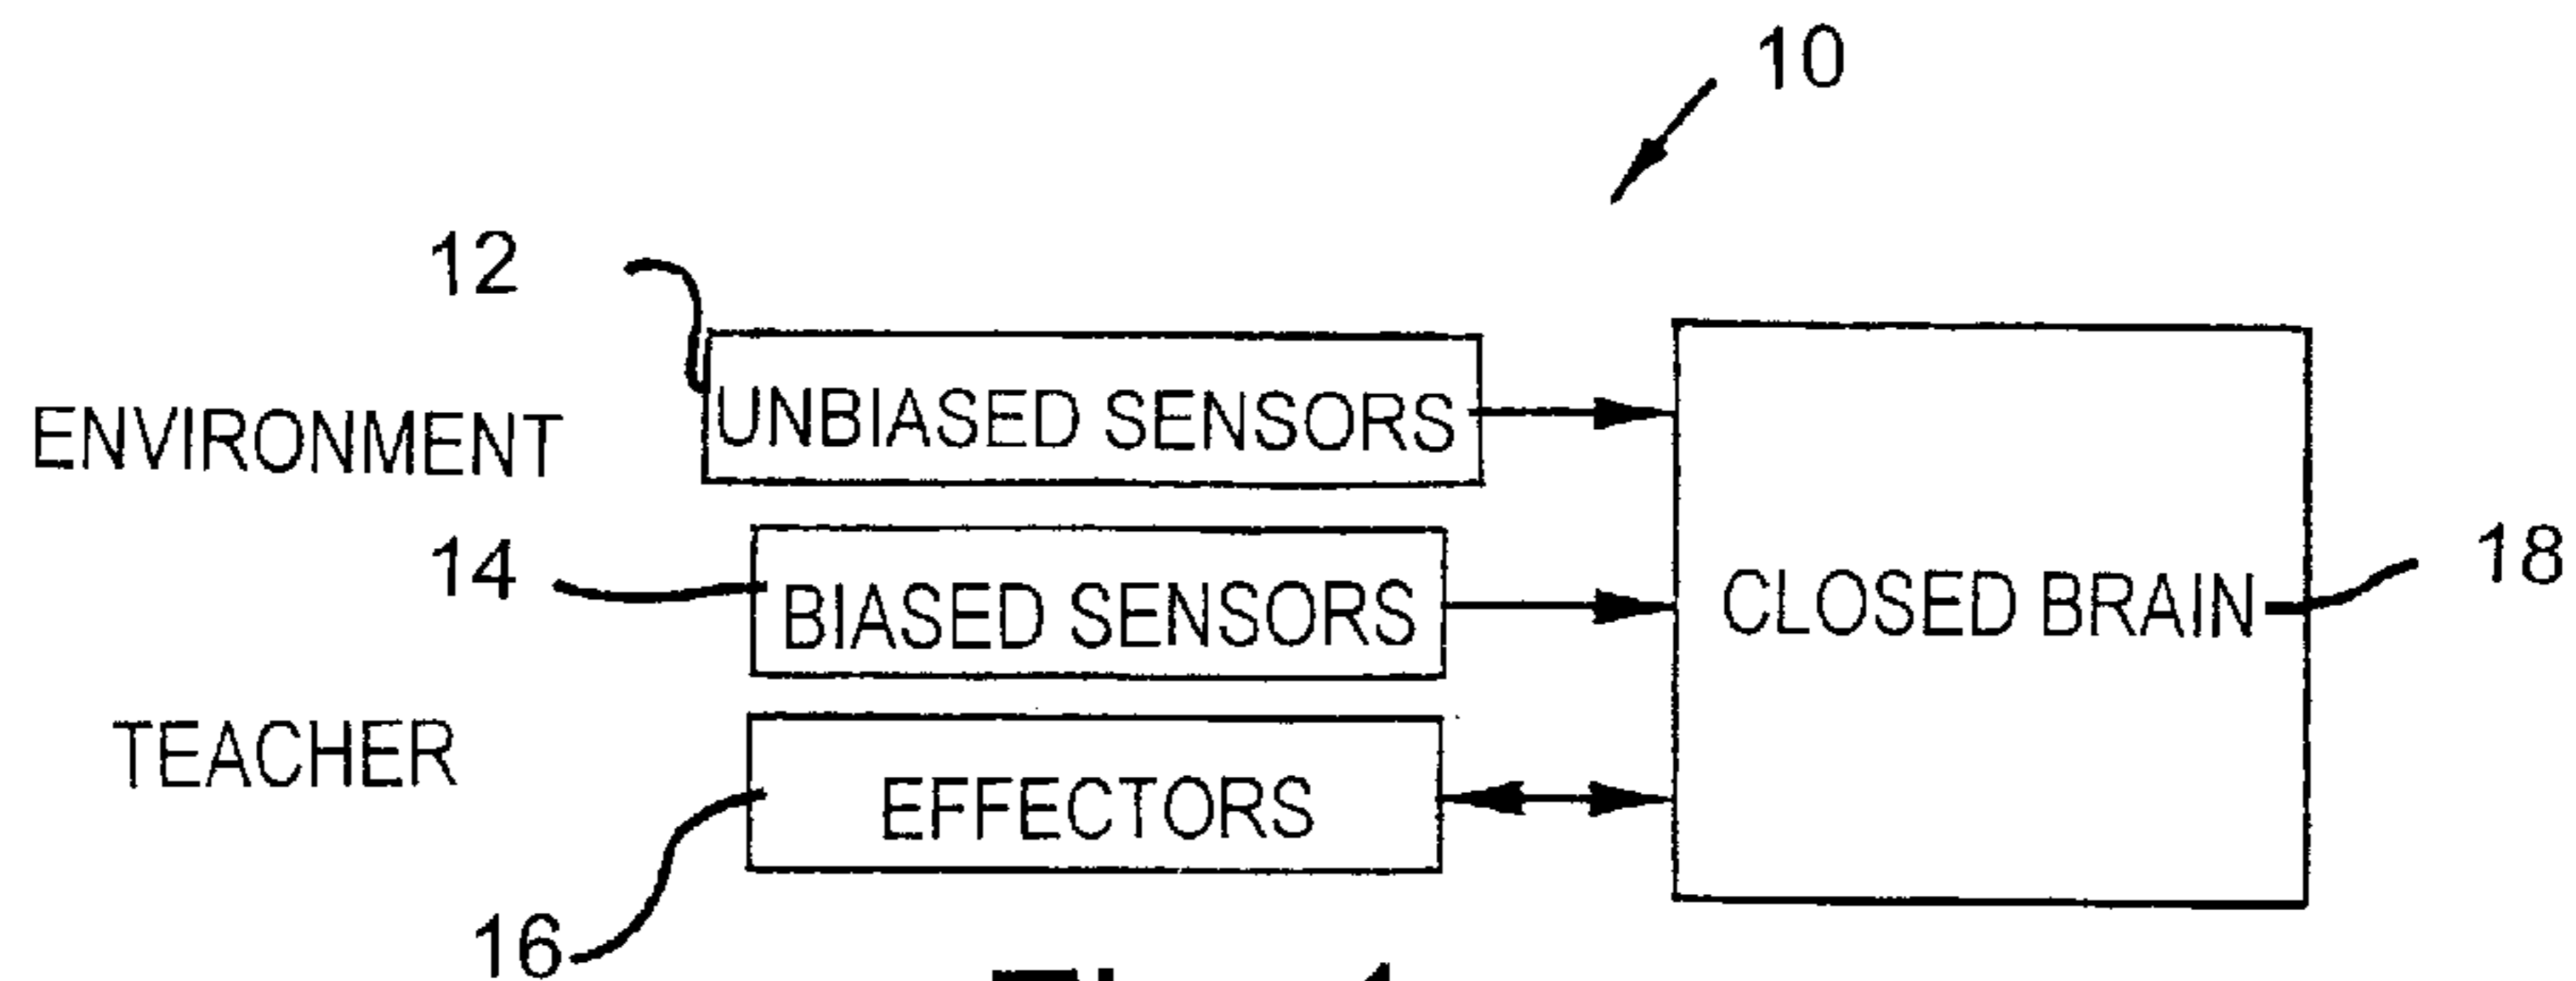 10
12
UNBIASED SENSORS
ENVIRONMENT
14
BIASED SENSORS
CLOSED BRAIN
18
TEACHER
EFFECTORS
16